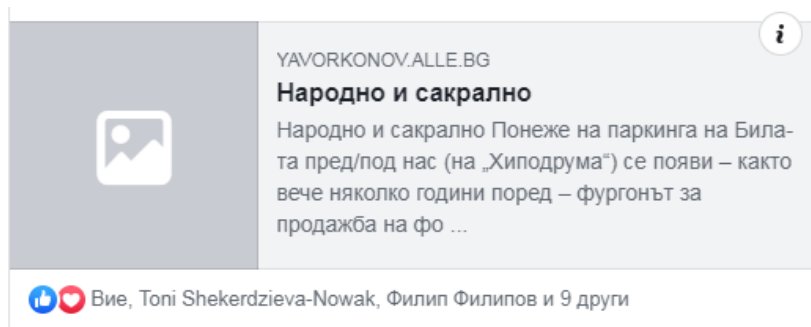 YAVORKONOV.ALLE.BG
Народно и сакрално
Народно и сакрално Понеже на паркинга на Била-
та пред/под нас (на „Хиподрума“) се появи – както
вече няколко години поред – фургонът за
продажба на фо ...
Вие, Toni Shekerdzieva-Nowak, Филип Филипов и 9 други